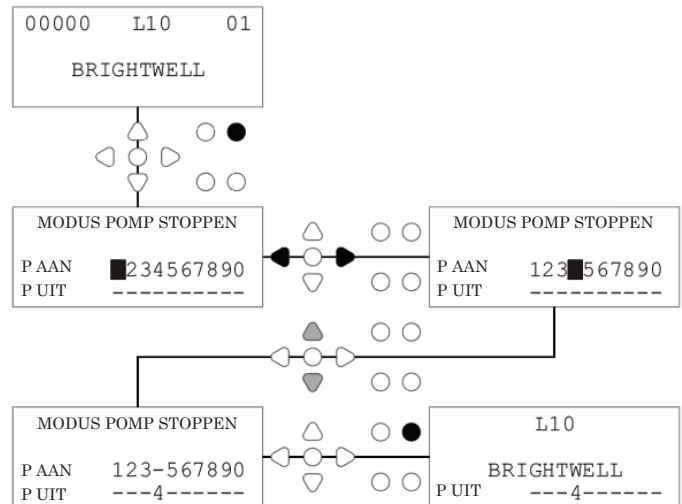 00000 L10 01
BRIGHTWELL
MODUS POMP STOPPEN
P AAN 234567890
P UIT ----------
MODUS POMP STOPPEN
P AAN 123 567890
P UIT ----------
MODUS POMP STOPPEN
P AAN 123-567890
P UIT ---4------
L10
BRIGHTWELL
P UIT ---4------